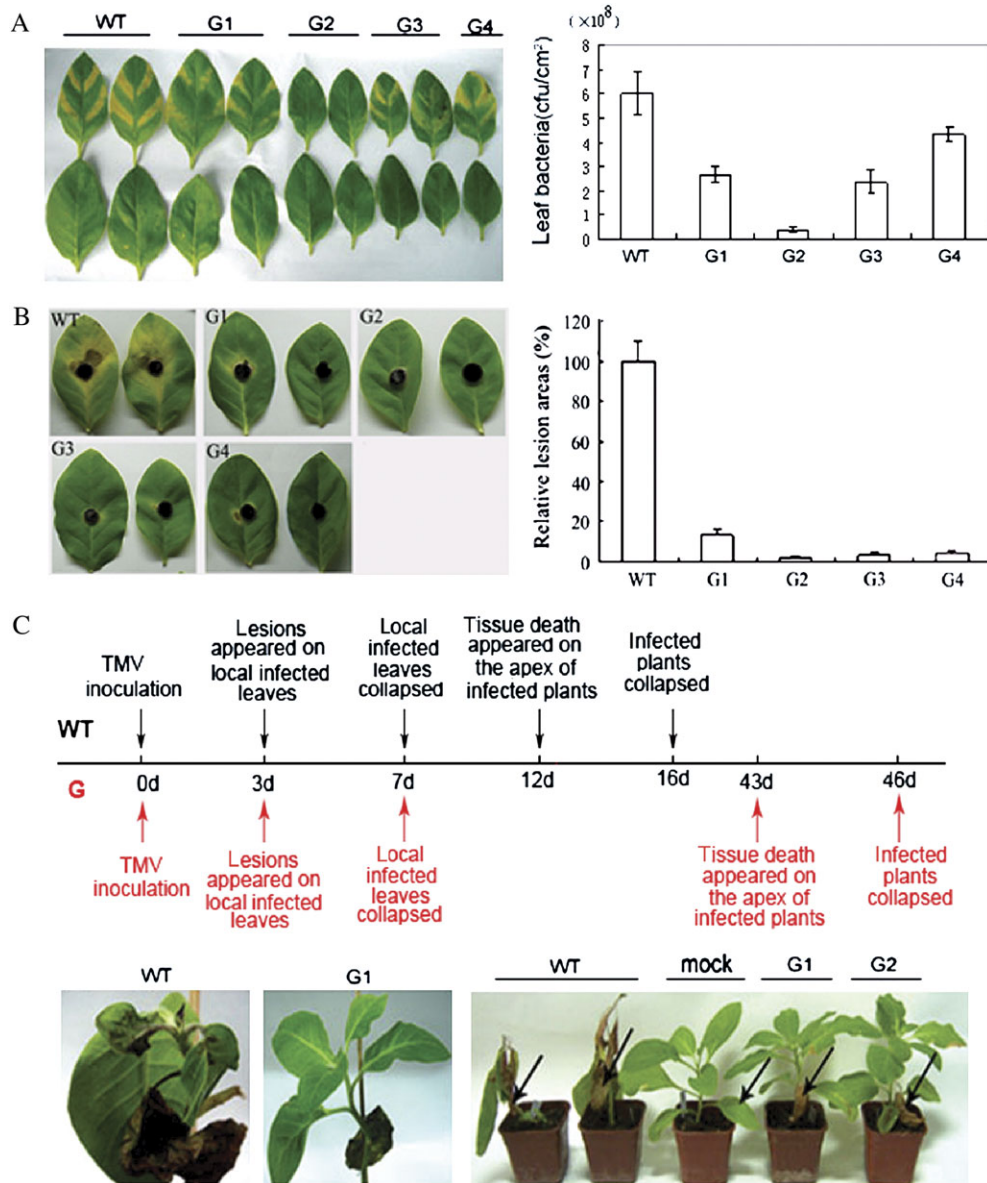 A
WT G1 G2 G3 G4
(×10⁸)
Leaf bacteria(cfu/cm²)
8
7
6
5
4
3
2
1
0
WT G1 G2 G3 G4
B
WT G1 G2
G3 G4
Relative lesion areas (%)
120
100
80
60
40
20
0
WT G1 G2 G3 G4
C
TMV
inoculation
Lesions
appeared on
local infected
leaves
Local
infected
leaves
collapsed
Tissue death
appeared on
the apex of
infected plants
Infected
plants
collapsed
WT
G
0d 3d 7d 12d 16d 43d 46d
TMV
inoculation
Lesions
appeared on
local infected
leaves
Local
infected
leaves
collapsed
Tissue death
appeared on
the apex of
infected plants
Infected
plants
collapsed
WT G1 WT mock G1 G2